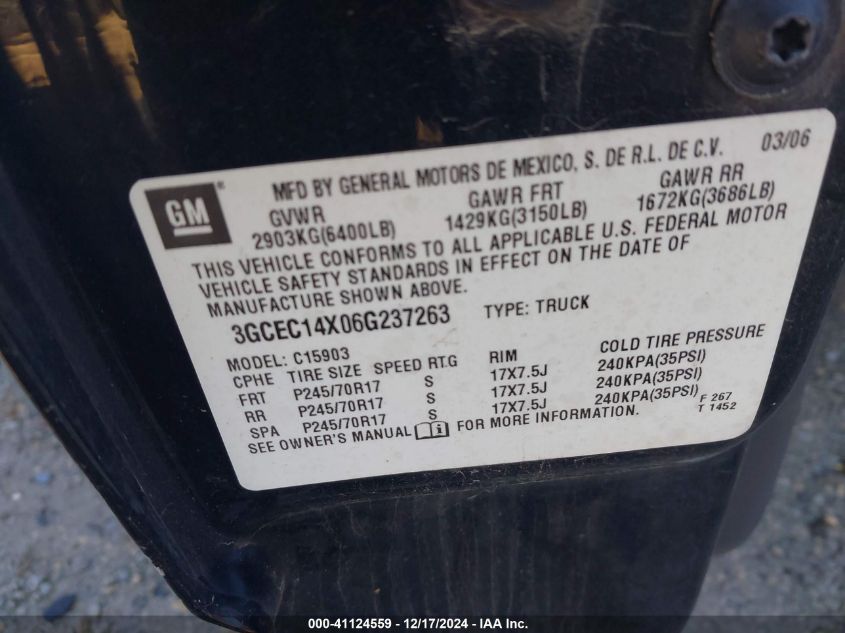 GM®
MFD BY GENERAL MOTORS DE MEXICO, S. DE R.L. DE C.V. 03/06
GVWR GAWR FRT GAWR RR
2903KG(6400LB) 1429KG(3150LB) 1672KG(3686LB)
THIS VEHICLE CONFORMS TO ALL APPLICABLE U.S. FEDERAL MOTOR
VEHICLE SAFETY STANDARDS IN EFFECT ON THE DATE OF
MANUFACTURE SHOWN ABOVE.
3GCEC14X06G237263 TYPE: TRUCK
MODEL: C15903
CPHE TIRE SIZE SPEED RTG RIM COLD TIRE PRESSURE
FRT P245/70R17 S 17X7.5J 240KPA(35PSI)
RR P245/70R17 S 17X7.5J 240KPA(35PSI)
SPA P245/70R17 S 17X7.5J 240KPA(35PSI)
SEE OWNER'S MANUAL i FOR MORE INFORMATION.
F 267
T 1452
000-41124559 - 12/17/2024 - IAA Inc.